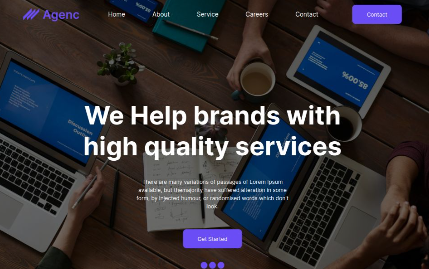 Agenc
Home
About
Service
Careers
Contact
Contact
We Help brands with
high quality services
There are many variations of passages of Lorem Ipsum
available, but themajority have suffered alteration in some
form, by injected humour, or randomised words which don't
look.
Get Started